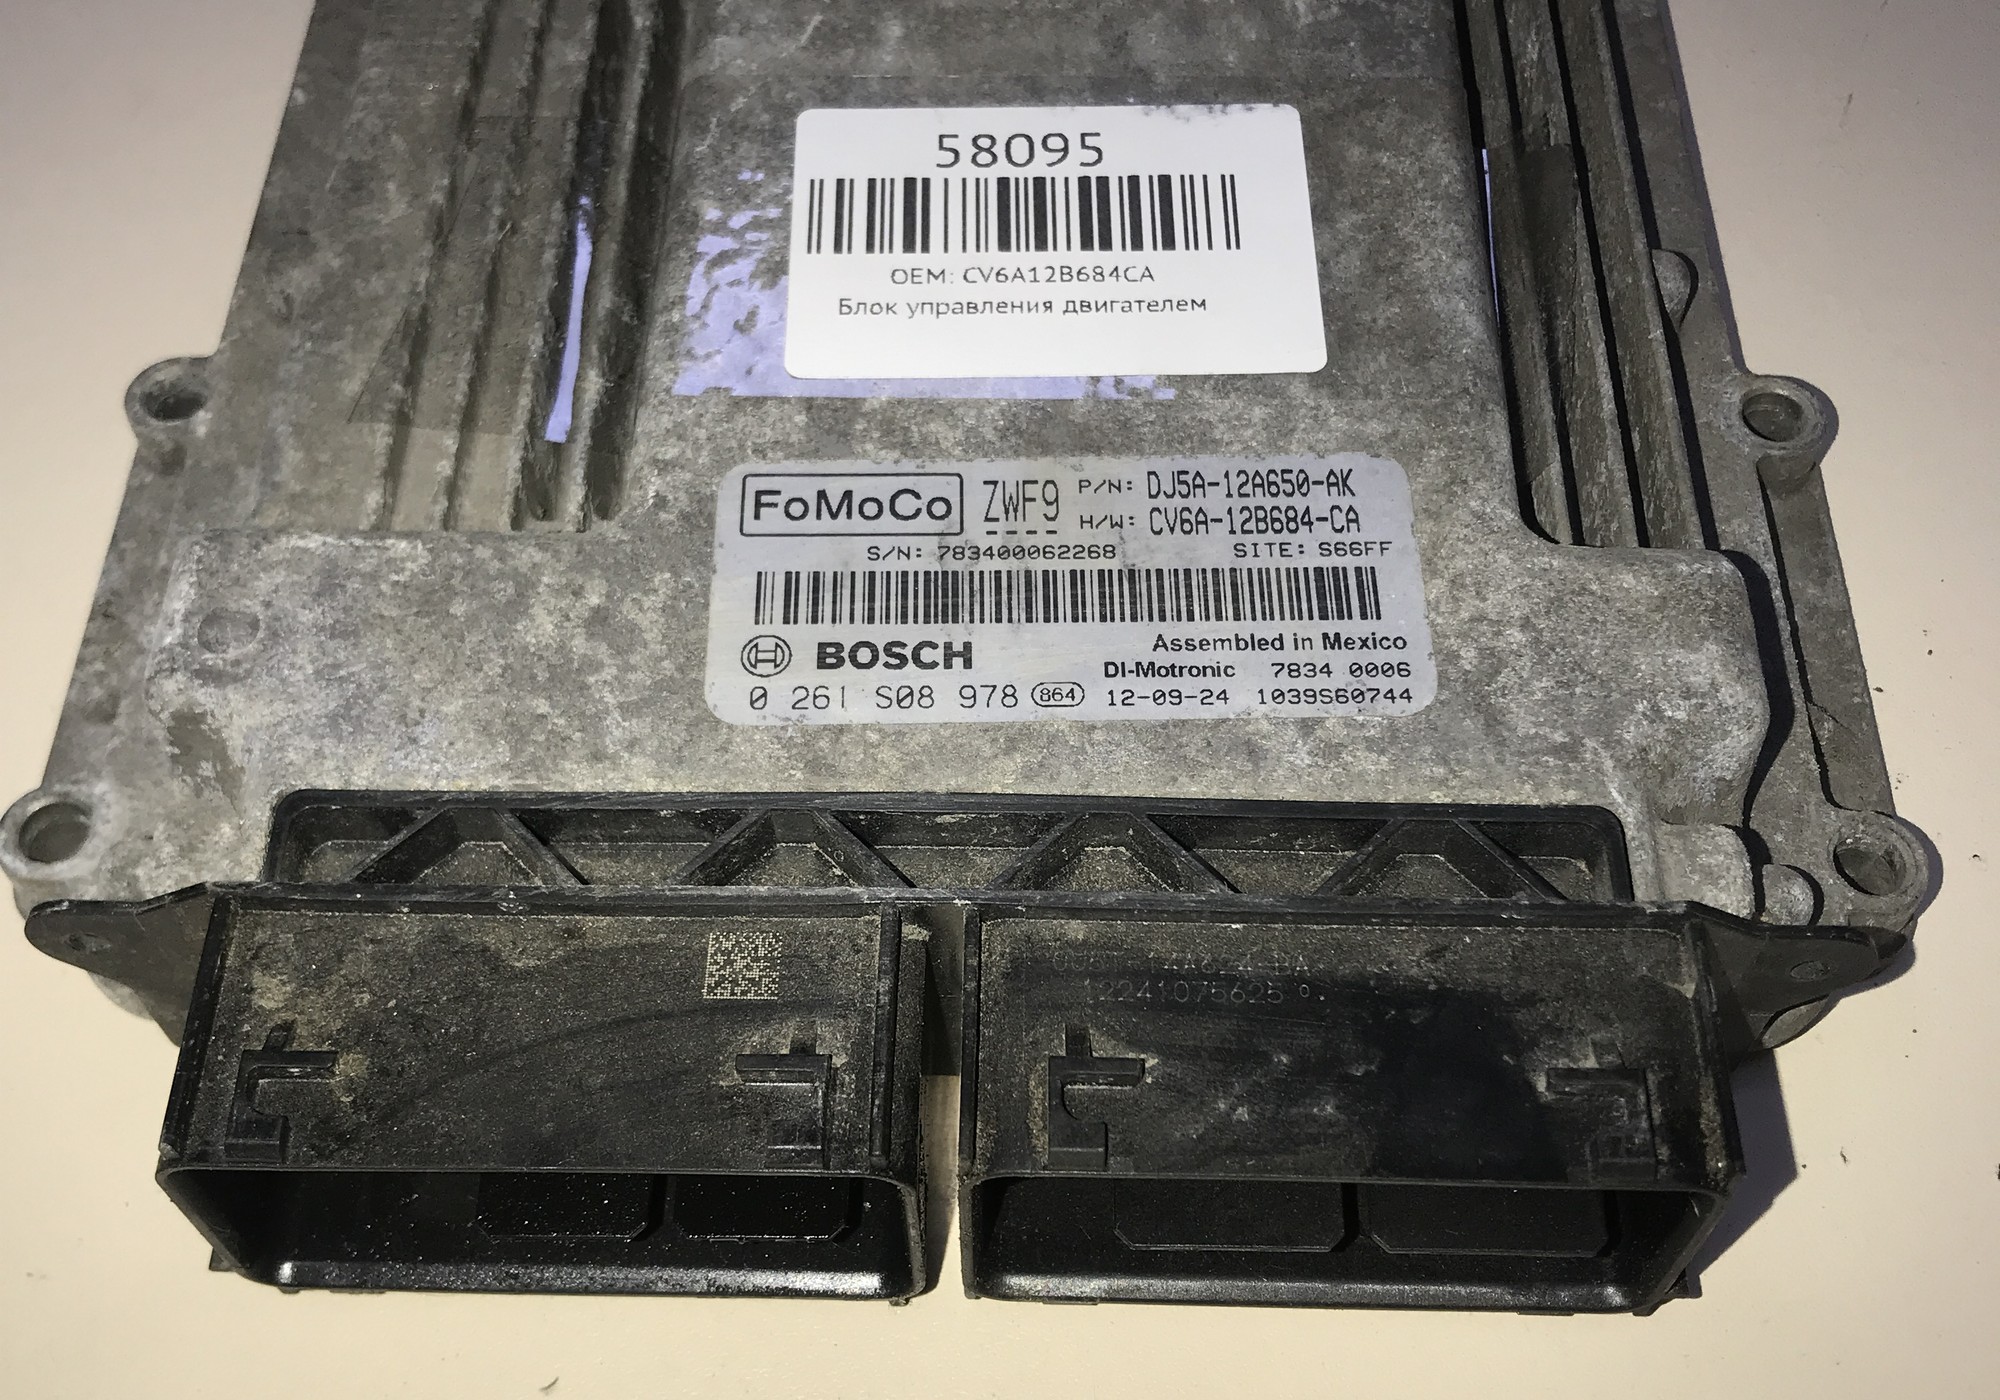 58095
OEM: CV6A12B684CA
Блок управления двигателем
FoMoCo ZWF9 P/N: DJ5A-12A650-AK
H/W: CV6A-12B684-CA
S/N: 783400062268 SITE: S66FF
BOSCH Assembled in Mexico
DI-Motronic 7834 0006
0 261 S08 978 864 12-09-24 1039S60744
12241075625